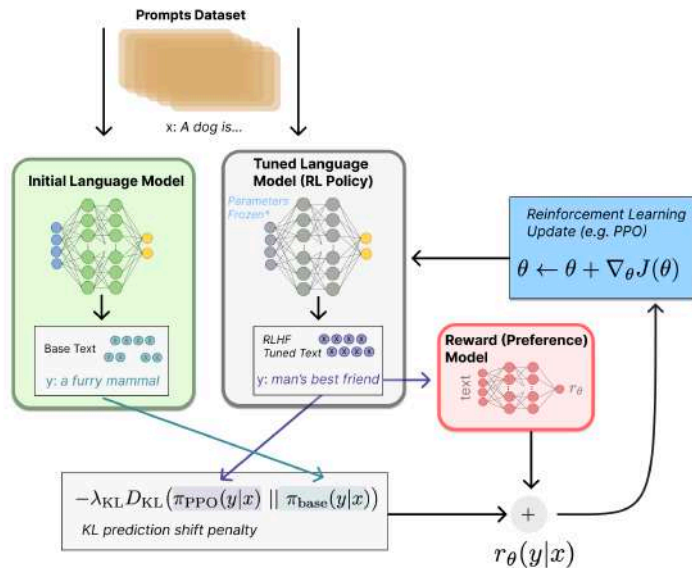 Prompts Dataset
x: A dog is...
Initial Language Model
Base Text
y: a furry mammal
Tuned Language
Model (RL Policy)
Parameters
Frozen*
RLHF
Tuned Text
y: man's best friend
Reinforcement Learning
Update (e.g. PPO)
θ ← θ + ∇θJ(θ)
Reward (Preference)
Model
text
rθ
−λKL DKL(πPPO(y|x) || πbase(y|x))
KL prediction shift penalty
+
rθ(y|x)